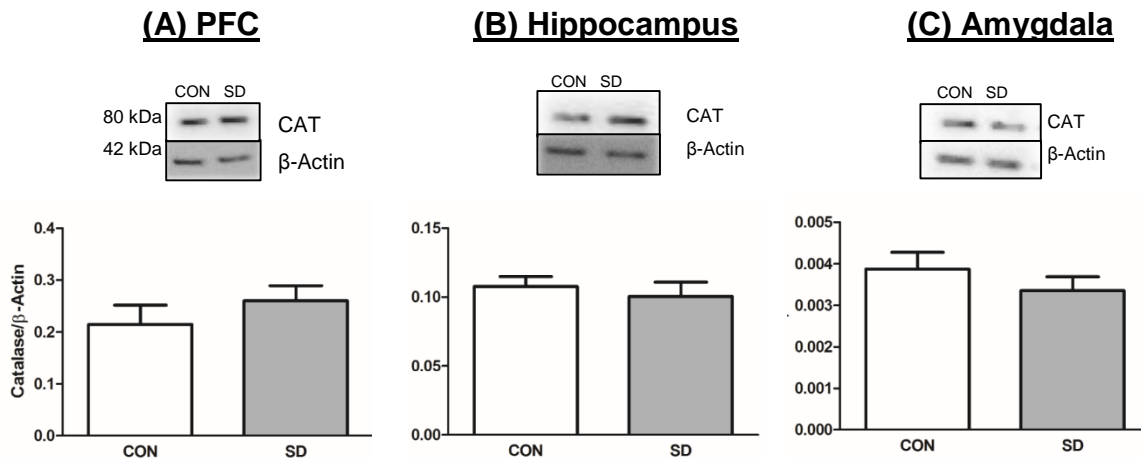 (A) PFC
CON SD
80 kDa
CAT
42 kDa
β-Actin
0.4
0.3
0.2
0.1
0.0
Catalase/β-Actin
CON SD
(B) Hippocampus
CON SD
CAT
β-Actin
0.15
0.10
0.05
0.00
CON SD
(C) Amygdala
CON SD
CAT
β-Actin
0.005
0.004
0.003
0.002
0.001
0.000
CON SD